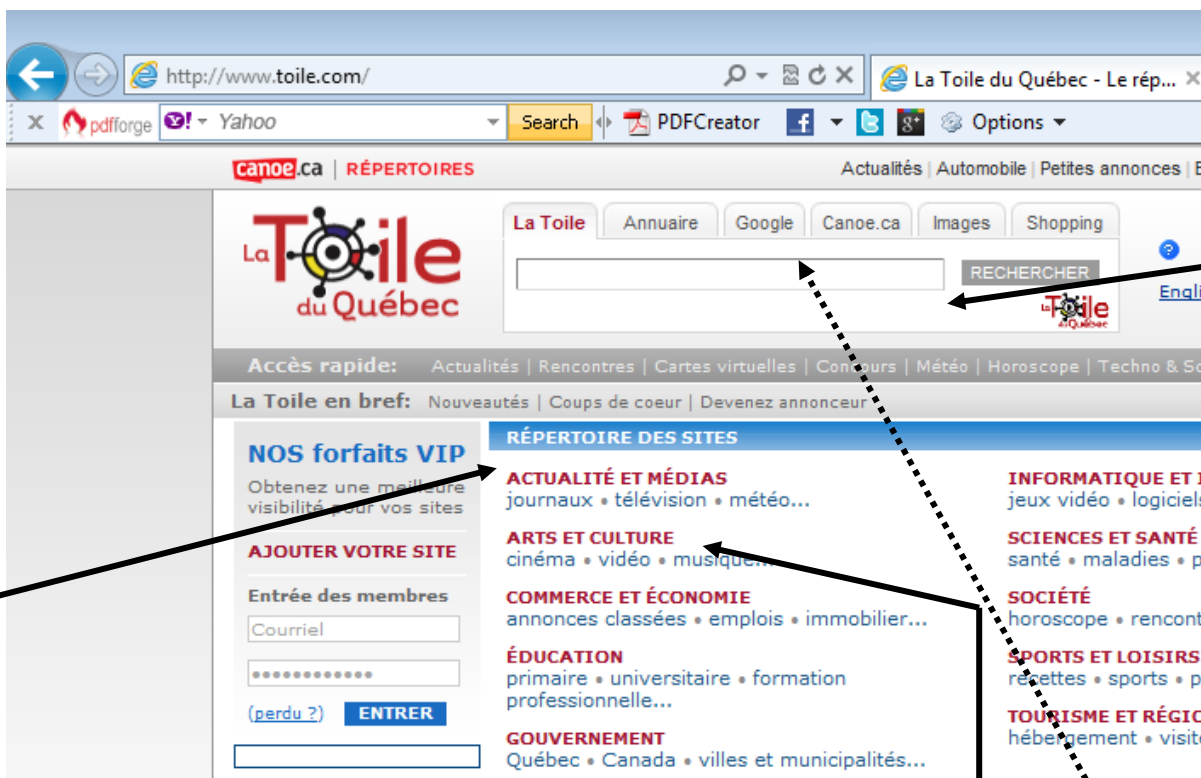 http://www.toile.com/
La Toile du Québec - Le rép...
pdfforge Yahoo Search PDFCreator Options
canoe.ca | RÉPERTOIRES
Actualités | Automobile | Petites annonces |
La Toile du Québec
La Toile Annuaire Google Canoe.ca Images Shopping
RECHERCHER
Engli
La Toile du Québec
Accès rapide: Actualités | Rencontres | Cartes virtuelles | Concours | Météo | Horoscope | Techno & Sc
La Toile en bref: Nouveautés | Coups de coeur | Devenez annonceur
NOS forfaits VIP
Obtenez une meilleure
visibilité pour vos sites
AJOUTER VOTRE SITE
Entrée des membres
Courriel
(perdu ?) ENTRER
RÉPERTOIRE DES SITES
ACTUALITÉ ET MÉDIAS
journaux • télévision • météo...
ARTS ET CULTURE
cinéma • vidéo • musique...
COMMERCE ET ÉCONOMIE
annonces classées • emplois • immobilier...
ÉDUCATION
primaire • universitaire • formation
professionnelle...
GOUVERNEMENT
Québec • Canada • villes et municipalités...
INFORMATIQUE ET
jeux vidéo • logiciels
SCIENCES ET SANTÉ
santé • maladies • p
SOCIÉTÉ
horoscope • rencont
SPORTS ET LOISIRS
recettes • sports • p
TOURISME ET RÉGIO
hébergement • visite